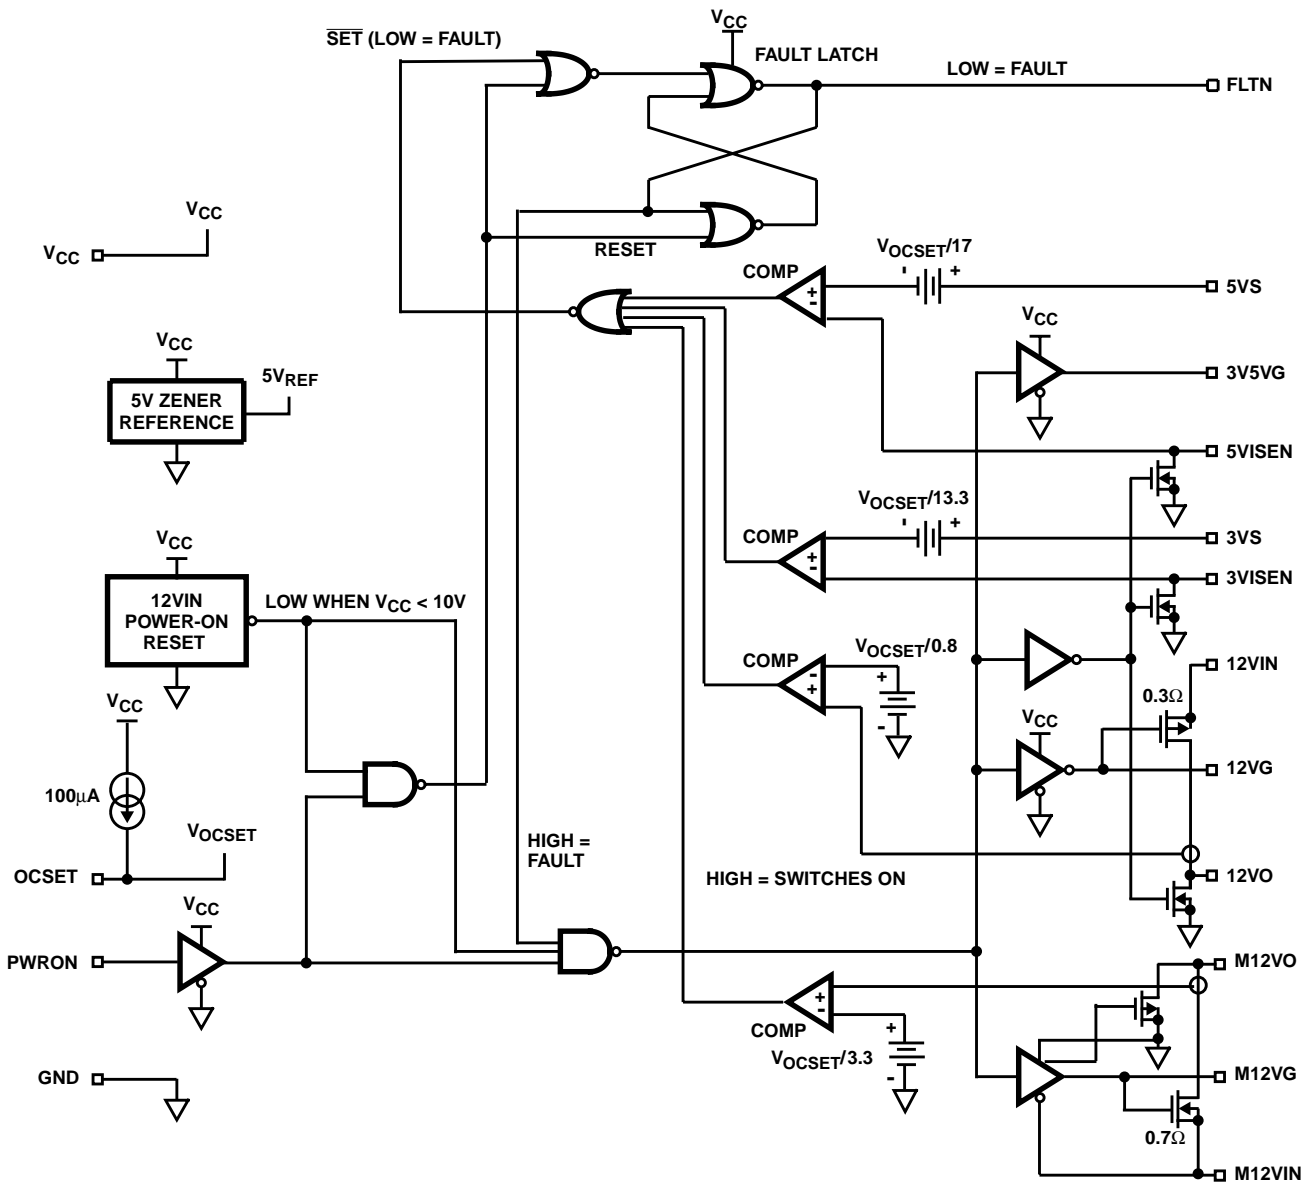 VCC
SET (LOW = FAULT)
FAULT LATCH
LOW = FAULT
FLTN
VCC
VCC
RESET
COMP
VOCSET/17
- +
+
-
5VS
VCC
3V5VG
VCC
5VREF
5V ZENER
REFERENCE
5VISEN
VOCSET/13.3
- +
COMP
+
-
3VS
3VISEN
VCC
12VIN
POWER-ON
RESET
LOW WHEN VCC < 10V
COMP
-
+
VOCSET/0.8
+
-
12VIN
0.3Ω
VCC
12VG
VCC
100µA
VOCSET
OCSET
HIGH =
FAULT
HIGH = SWITCHES ON
12VO
VCC
PWRON
M12VO
COMP
+
-
VOCSET/3.3
+
-
GND
M12VG
0.7Ω
M12VIN